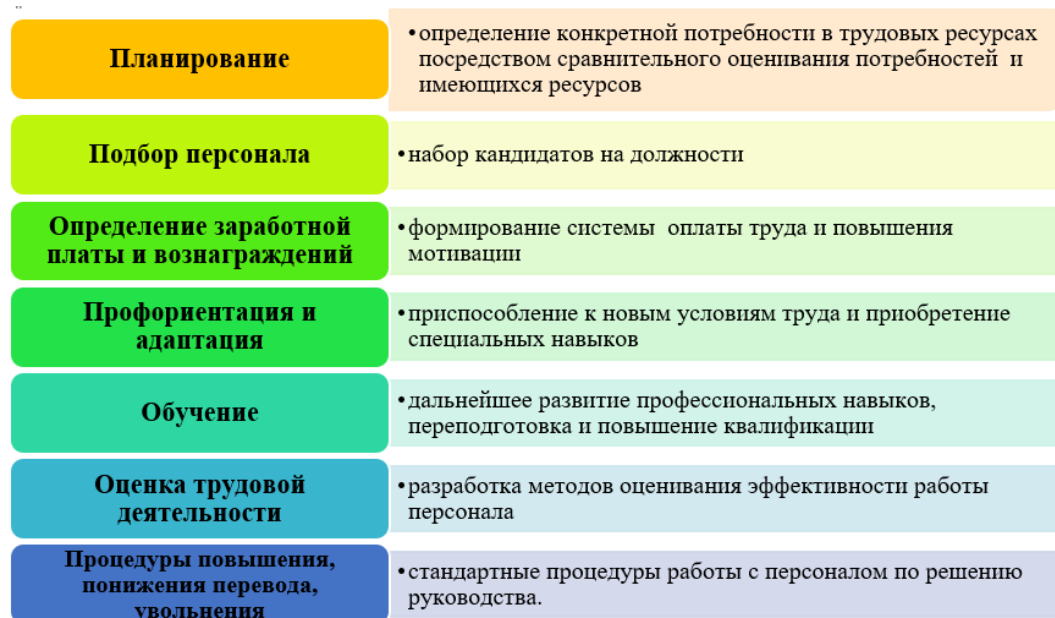 Планирование
•определение конкретной потребности в трудовых ресурсах
посредством сравнительного оценивания потребностей и
имеющихся ресурсов
Подбор персонала
•набор кандидатов на должности
Определение заработной
платы и вознаграждений
•формирование системы оплаты труда и повышения
мотивации
Профориентация и
адаптация
•приспособление к новым условиям труда и приобретение
специальных навыков
Обучение
•дальнейшее развитие профессиональных навыков,
переподготовка и повышение квалификации
Оценка трудовой
деятельности
•разработка методов оценивания эффективности работы
персонала
Процедуры повышения,
понижения перевода,
увольнения
•стандартные процедуры работы с персоналом по решению
руководства.